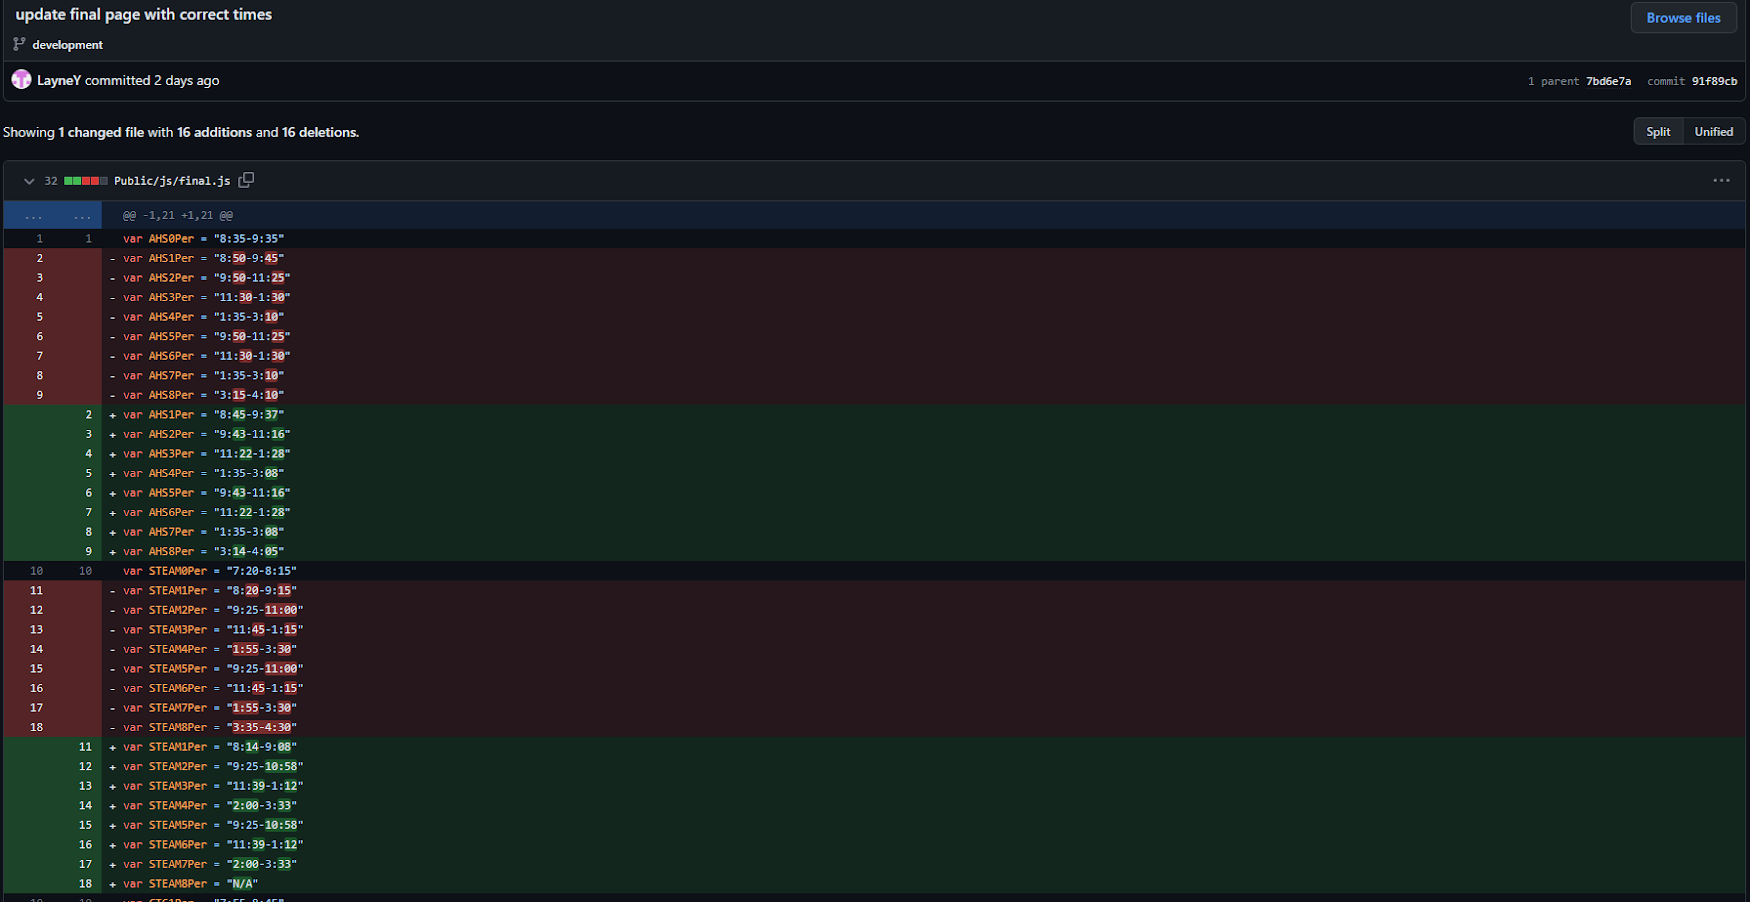 update final page with correct times
Browse files
development
LayneY committed 2 days ago
1 parent 7bd6e7a commit 91f89cb
Showing 1 changed file with 16 additions and 16 deletions.
Split Unified
32 Public/js/final.js
... ... @@ -1,21 +1,21 @@
1 1 var AHS0Per = "8:35-9:35"
2 - var AHS1Per = "8:50-9:45"
3 - var AHS2Per = "9:50-11:25"
4 - var AHS3Per = "11:30-1:30"
5 - var AHS4Per = "1:35-3:10"
6 - var AHS5Per = "9:50-11:25"
7 - var AHS6Per = "11:30-1:30"
8 - var AHS7Per = "1:35-3:10"
9 - var AHS8Per = "3:15-4:10"
2 + var AHS1Per = "8:45-9:37"
3 + var AHS2Per = "9:43-11:16"
4 + var AHS3Per = "11:22-1:28"
5 + var AHS4Per = "1:35-3:08"
6 + var AHS5Per = "9:43-11:16"
7 + var AHS6Per = "11:22-1:28"
8 + var AHS7Per = "1:35-3:08"
9 + var AHS8Per = "3:14-4:05"
10 10 var STEAM0Per = "7:20-8:15"
11 - var STEAM1Per = "8:20-9:15"
12 - var STEAM2Per = "9:25-11:00"
13 - var STEAM3Per = "11:45-1:15"
14 - var STEAM4Per = "1:55-3:30"
15 - var STEAM5Per = "9:25-11:00"
16 - var STEAM6Per = "11:45-1:15"
17 - var STEAM7Per = "1:55-3:30"
18 - var STEAM8Per = "3:35-4:30"
11 + var STEAM1Per = "8:14-9:08"
12 + var STEAM2Per = "9:25-10:58"
13 + var STEAM3Per = "11:39-1:12"
14 + var STEAM4Per = "2:00-3:33"
15 + var STEAM5Per = "9:25-10:58"
16 + var STEAM6Per = "11:39-1:12"
17 + var STEAM7Per = "2:00-3:33"
18 + var STEAM8Per = "N/A"